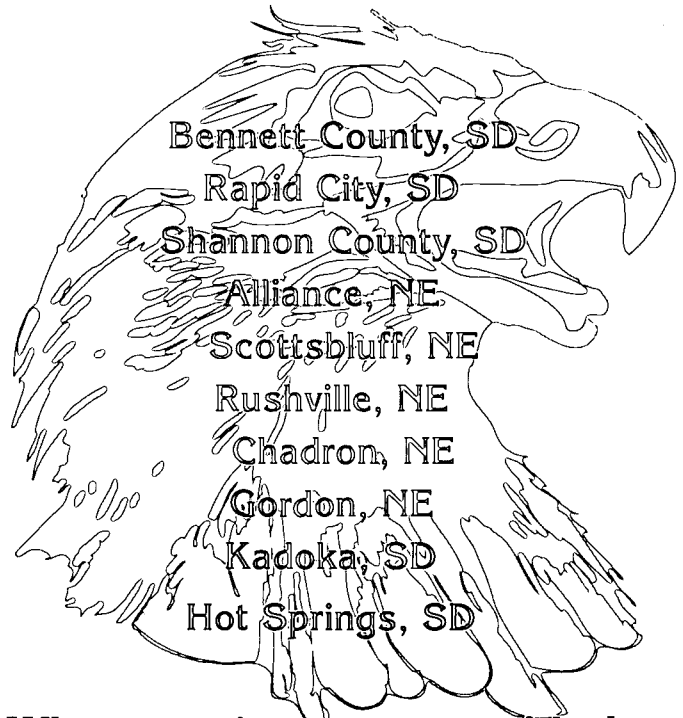 Bennett County, SD
Rapid City, SD
Shannon County, SD
Alliance, NE
Scottsbluff, NE
Rushville, NE
Chadron, NE
Gordon, NE
Kadoka, SD
Hot Springs, SD